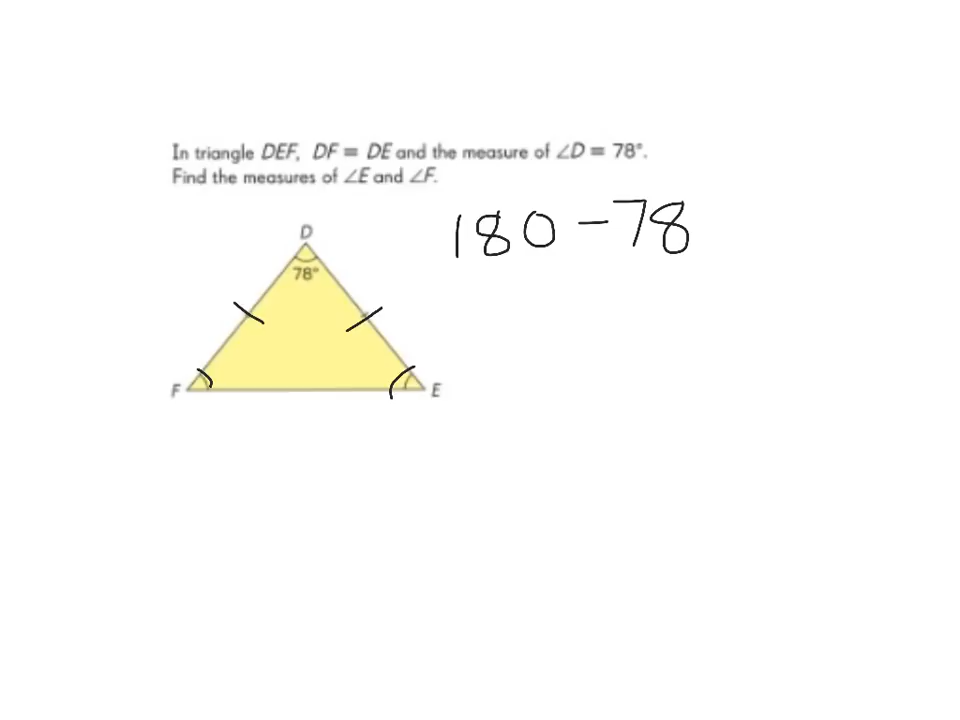 In triangle DEF, DF = DE and the measure of ∠D = 78°.
Find the measures of ∠E and ∠F.
180 - 78
D
78°
F
E